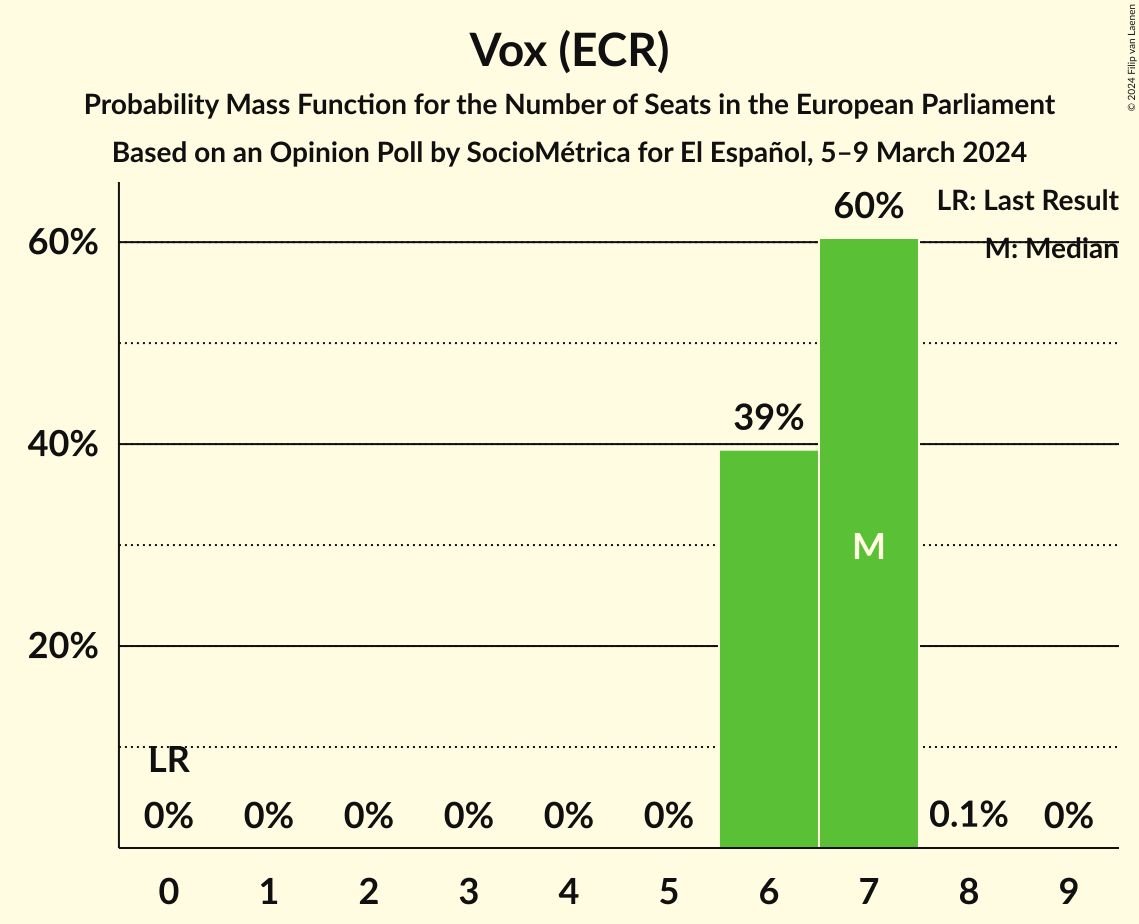 Vox (ECR)
Probability Mass Function for the Number of Seats in the European Parliament
Based on an Opinion Poll by SocioMétrica for El Español, 5–9 March 2024
© 2024 Filip van Laenen
LR: Last Result
M: Median
60%
40%
20%
60%
39%
M
LR
0% 0% 0% 0% 0% 0% 0.1% 0%
0 1 2 3 4 5 6 7 8 9